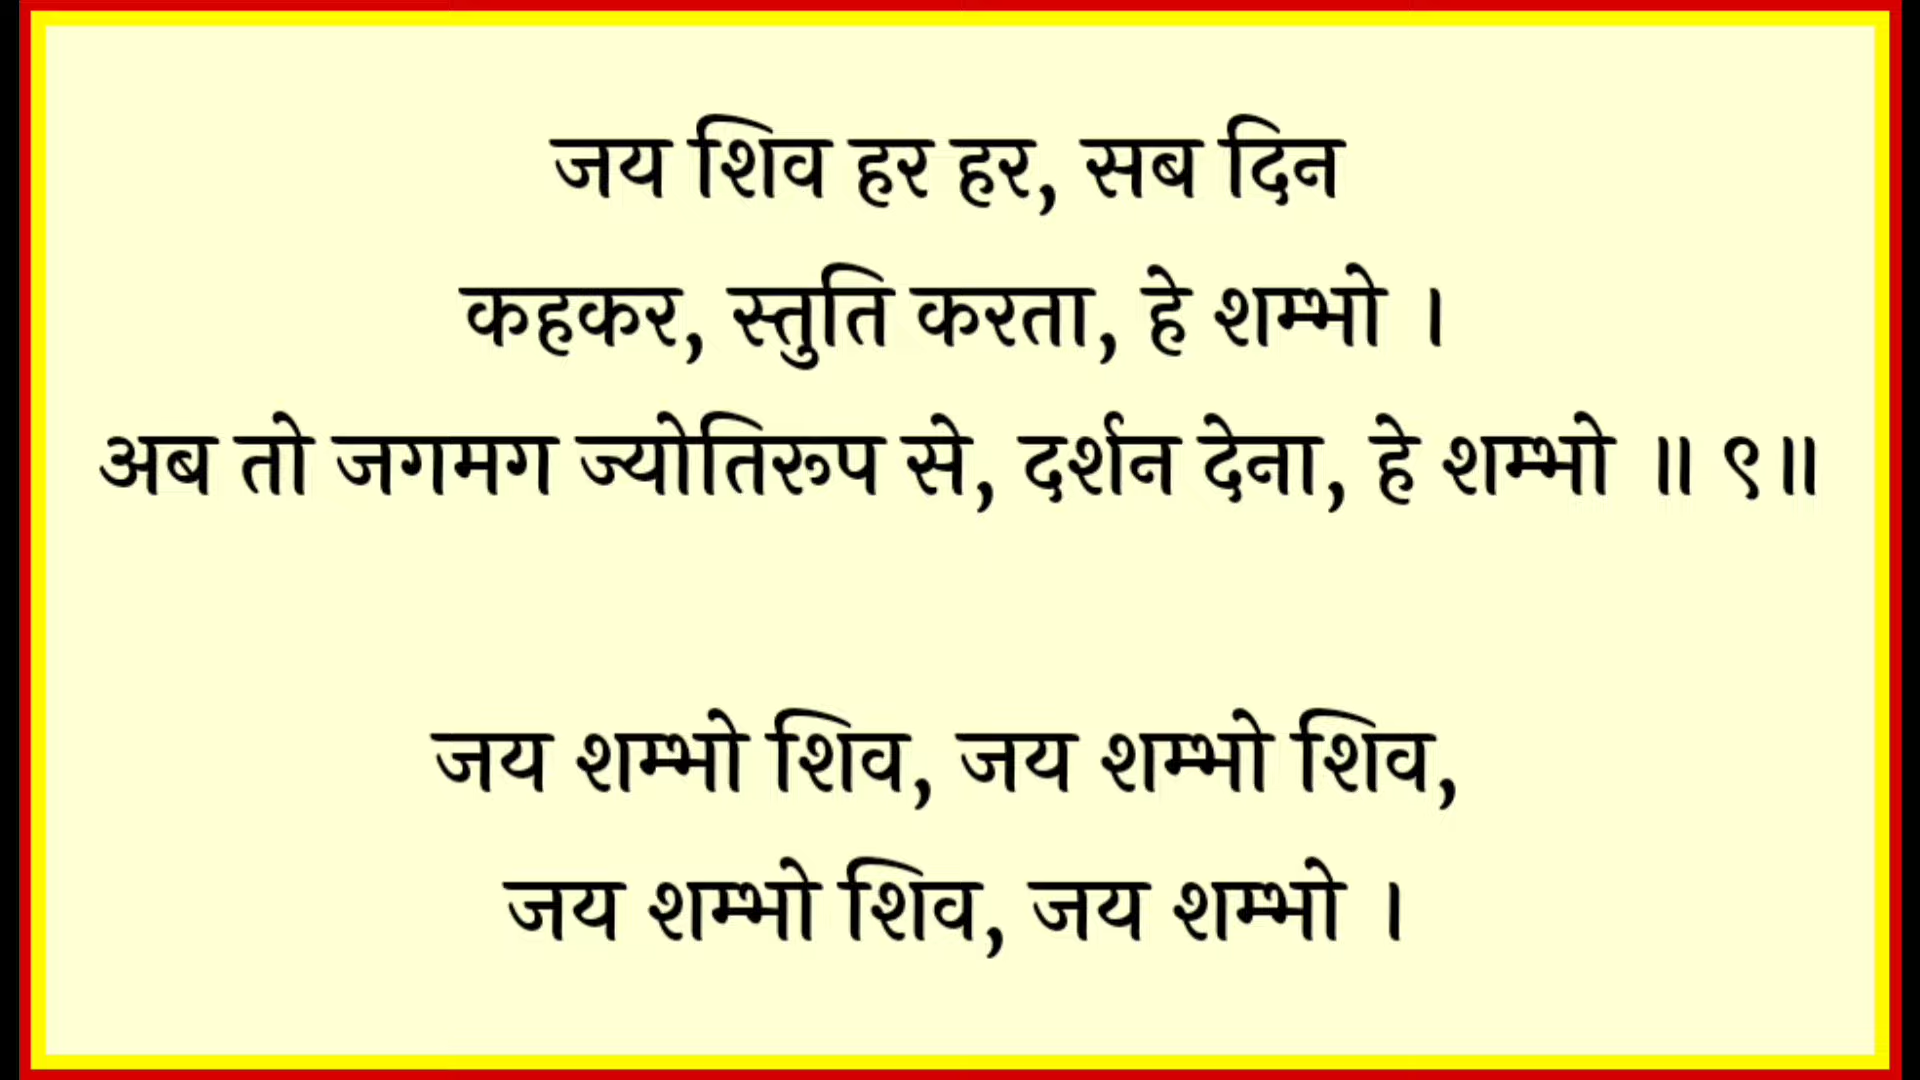 जय शिव हर हर, सब दिन
कहकर, स्तुति करता, हे शम्भो ।
अब तो जगमग ज्योतिरुप से, दर्शन देना, हे शम्भो ॥ ९॥
जय शम्भो शिव, जय शम्भो शिव,
जय शम्भो शिव, जय शम्भो ।